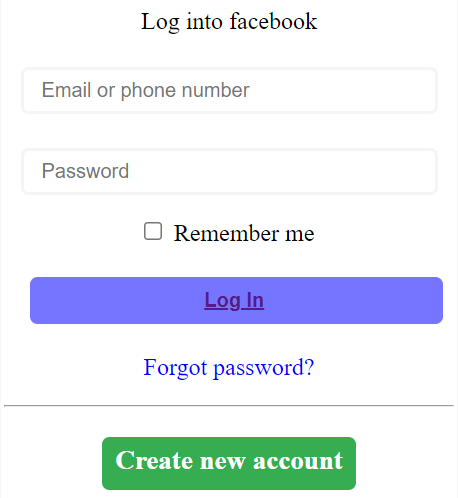 Log into facebook
Email or phone number
Password
Remember me
Log In
Forgot password?
Create new account